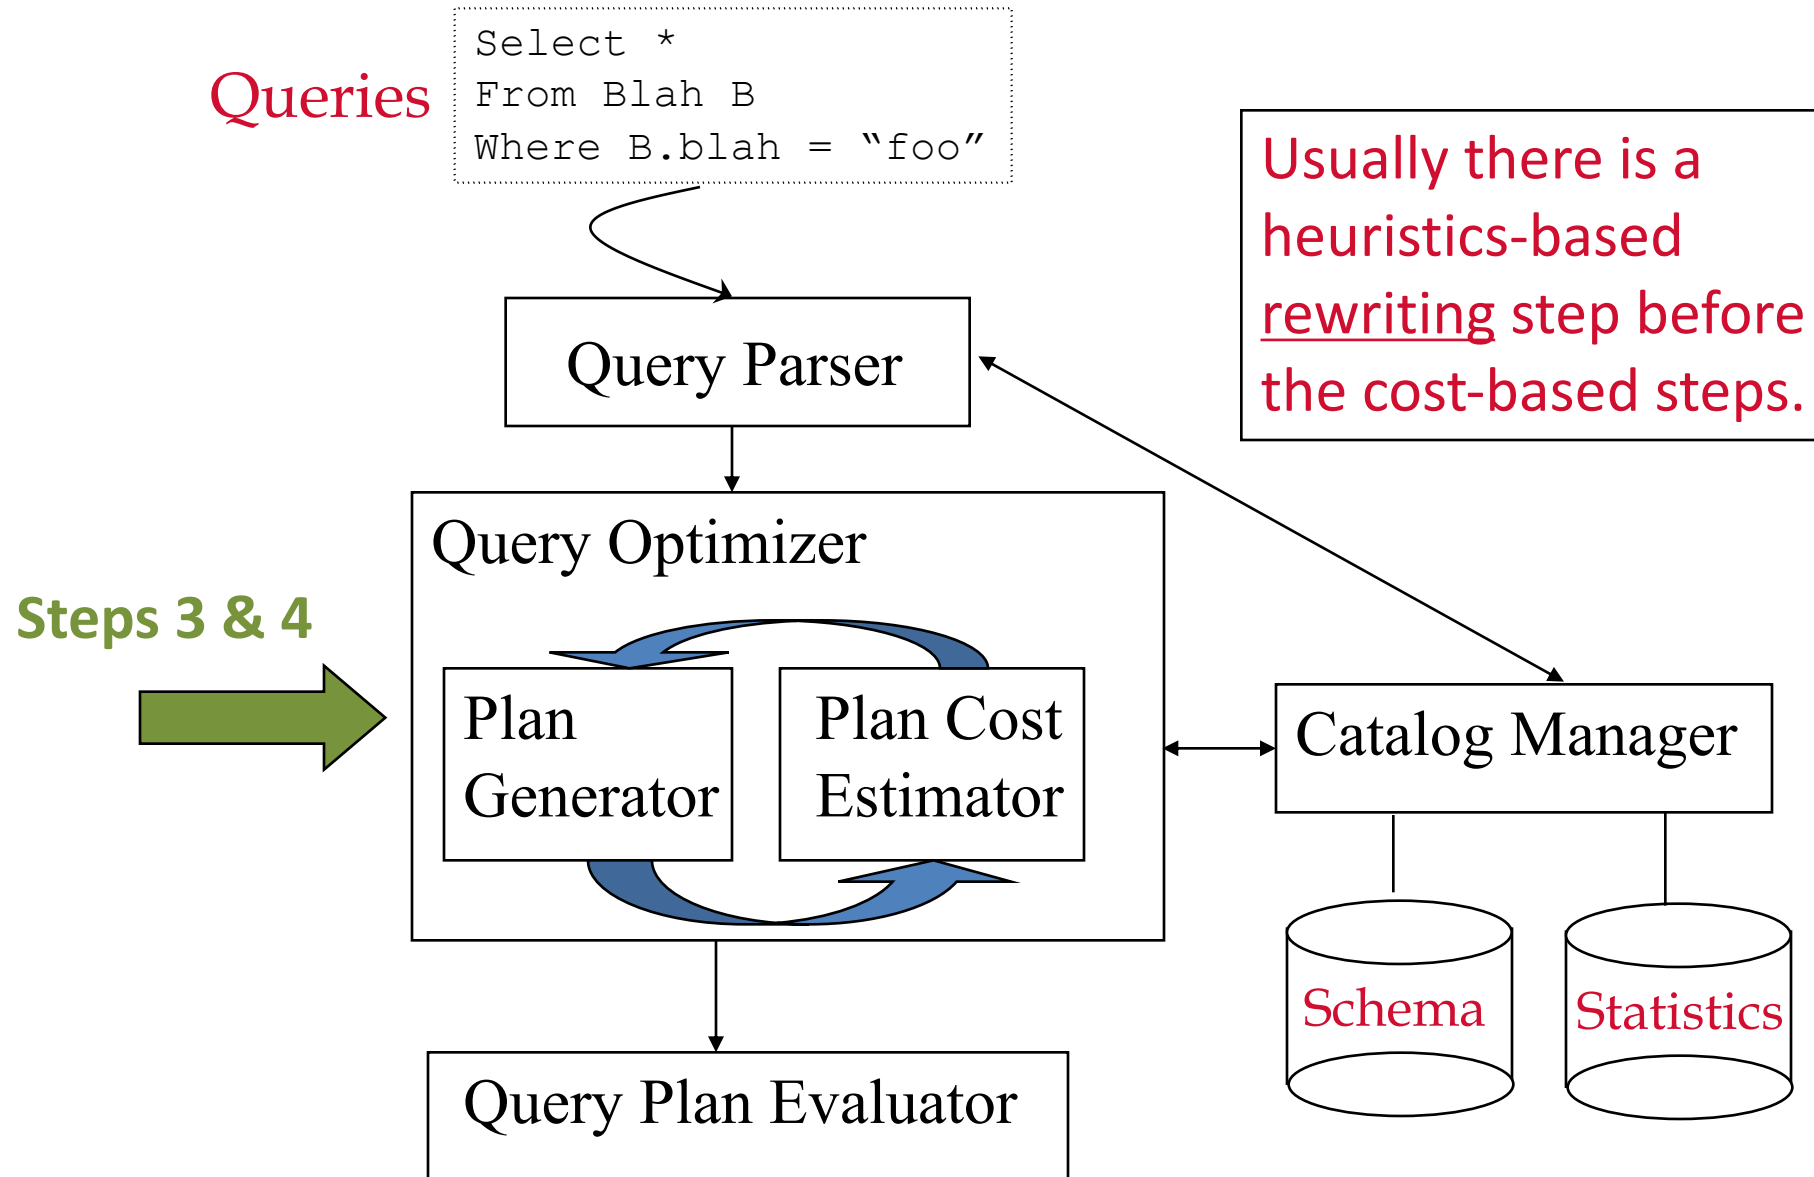 Queries
Select *
From Blah B
Where B.blah = “foo”
Usually there is a
heuristics-based
rewriting step before
the cost-based steps.
Query Parser
Query Optimizer
Steps 3 & 4
Plan
Generator
Plan Cost
Estimator
Catalog Manager
Schema
Statistics
Query Plan Evaluator